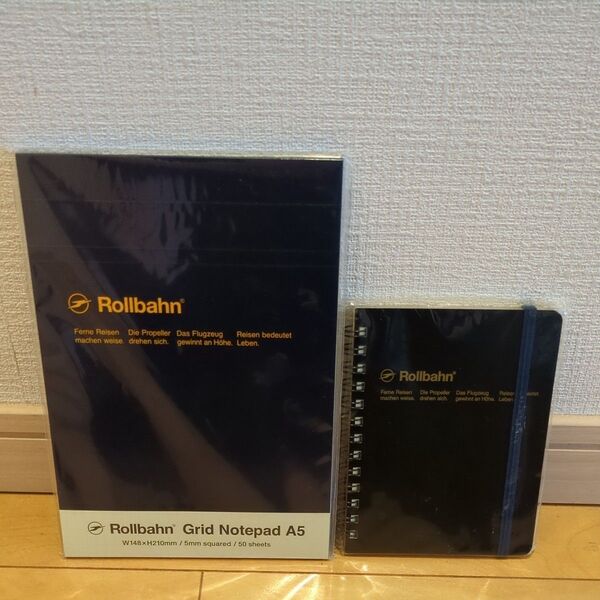 Rollbahn®
Ferne Reisen machen weise.
Die Propeller drehen sich.
Das Flugzeug gewinnt an Höhe.
Reisen bedeutet Leben.
Rollbahn® Grid Notepad A5
W148×H210mm / 5mm squared / 50 sheets
Rollbahn®
Ferne Reisen machen weise.
Die Propeller drehen sich.
Das Flugzeug gewinnt an Höhe.
Leben.